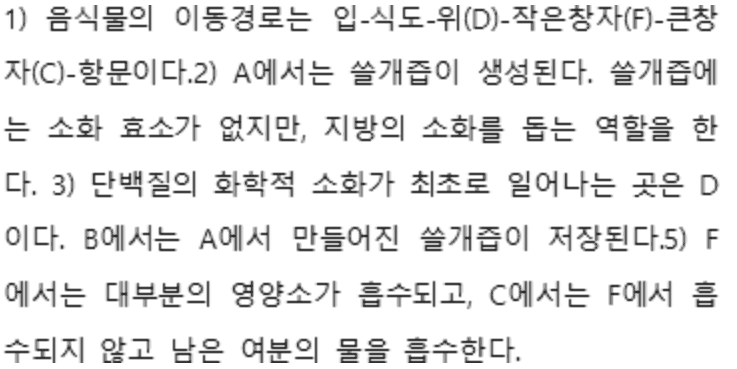 1) 음식물의 이동경로는 입-식도-위(D)-작은창자(F)-큰창
자(C)-항문이다.2) A에서는 쓸개즙이 생성된다. 쓸개즙에
는 소화 효소가 없지만, 지방의 소화를 돕는 역할을 한
다. 3) 단백질의 화학적 소화가 최초로 일어나는 곳은 D
이다. B에서는 A에서 만들어진 쓸개즙이 저장된다.5) F
에서는 대부분의 영양소가 흡수되고, C에서는 F에서 흡
수되지 않고 남은 여분의 물을 흡수한다.